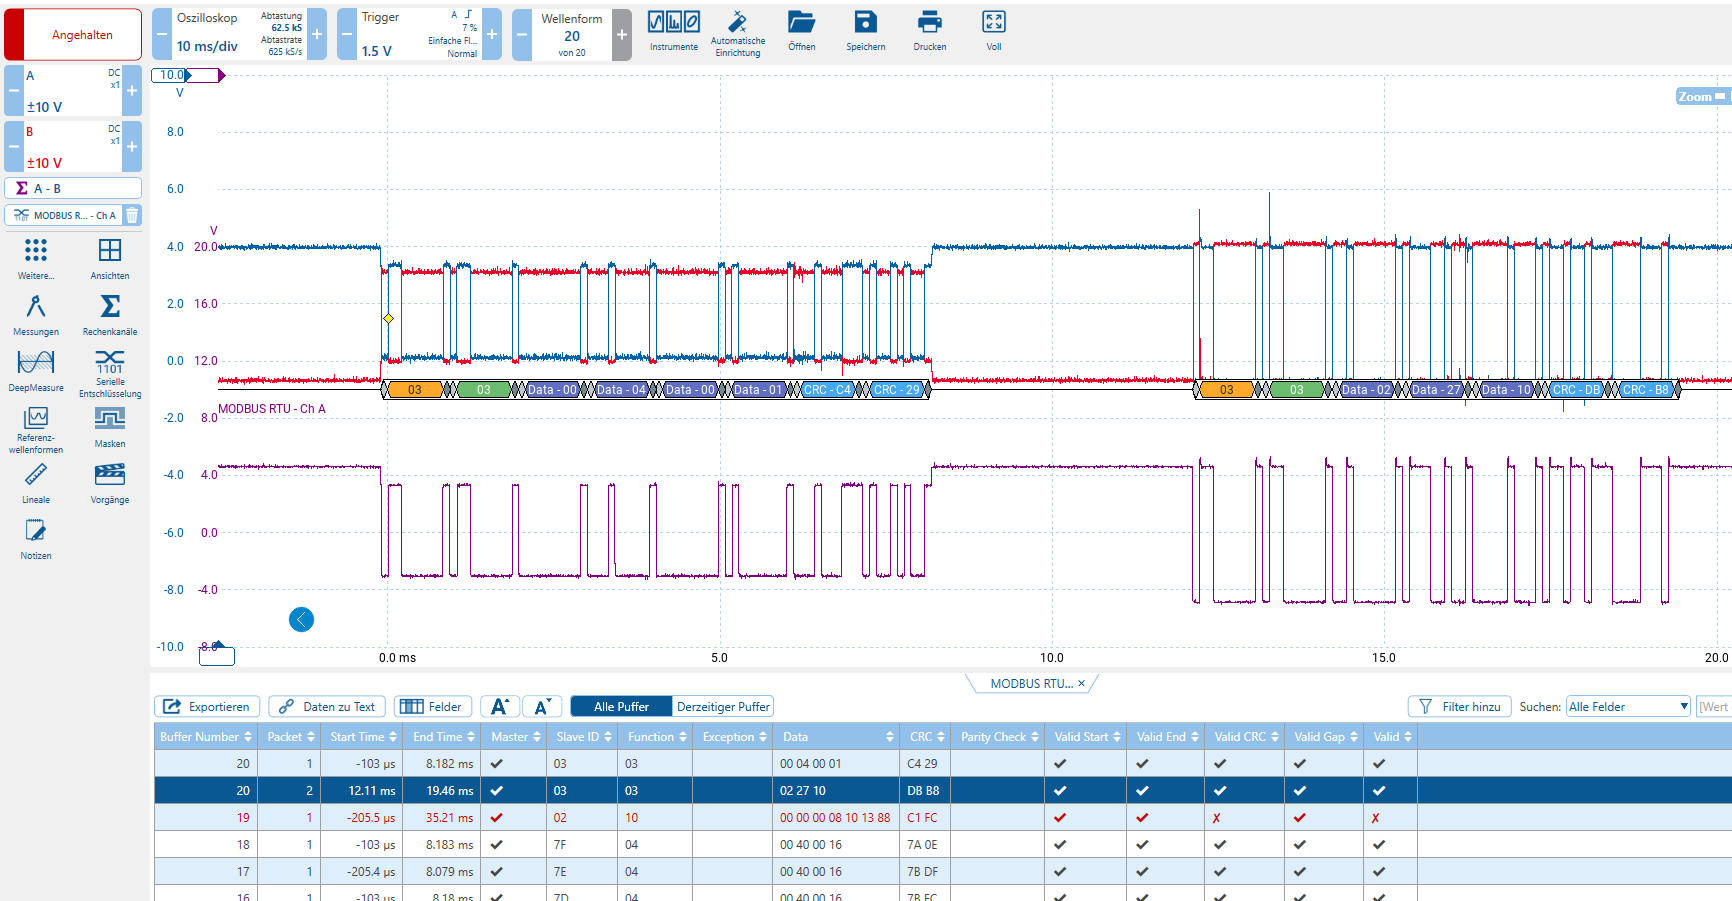 Angehalten
Oszilloskop
10 ms/div
Abtastung
62.5 kS
Abtastrate
625 kS/s
Trigger
1.5 V
A
7 %
Einfache Fl...
Normal
Wellenform
20
von 20
Instrumente
Automatische
Einrichtung
Öffnen
Speichern
Drucken
Voll
A
DC
x1
±10 V
B
DC
x1
±10 V
Σ A - B
MODBUS R... - Ch A
Weitere...
Ansichten
Messungen
Rechenkanäle
DeepMeasure
1101
Serielle
Entschlüsselung
Referenz-
wellenformen
Masken
Lineale
Vorgänge
Notizen
10.0
V
8.0
6.0
V
4.0 20.0
2.0 16.0
0.0 12.0
-2.0 8.0
-4.0 4.0
-6.0 0.0
-8.0 -4.0
-10.0 -8.0
Zoom
03 03 Data - 00 Data - 04 Data - 00 Data - 01 CRC - C4 CRC - 29
03 03 Data - 02 Data - 27 Data - 10 CRC - DB CRC - B8
MODBUS RTU - Ch A
0.0 ms 5.0 10.0 15.0 20.0
MODBUS RTU... ×
Exportieren Daten zu Text Felder A A Alle Puffer Derzeitiger Puffer Filter hinzu Suchen: Alle Felder [Wert
Buffer Number Packet Start Time End Time Master Slave ID Function Exception Data CRC Parity Check Valid Start Valid End Valid CRC Valid Gap Valid
20 1 -103 µs 8.182 ms ✔ 03 03 00 04 00 01 C4 29 ✔ ✔ ✔ ✔ ✔
20 2 12.11 ms 19.46 ms ✔ 03 03 02 27 10 DB B8 ✔ ✔ ✔ ✔ ✔
19 1 -205.5 µs 35.21 ms ✔ 02 10 00 00 00 08 10 13 88 C1 FC ✔ ✔ ✗ ✔ ✗
18 1 -103 µs 8.183 ms ✔ 7F 04 00 40 00 16 7A 0E ✔ ✔ ✔ ✔ ✔
17 1 -205.4 µs 8.079 ms ✔ 7E 04 00 40 00 16 7B DF ✔ ✔ ✔ ✔ ✔
16 1 -103 µs 8.18 ms ✔ 7D 04 00 40 00 16 7B EC ✔ ✔ ✔ ✔ ✔